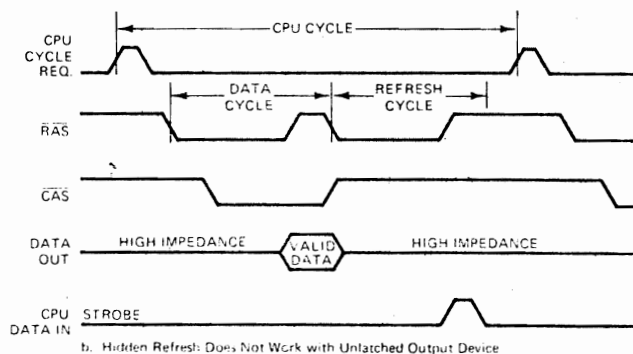 CPU
CYCLE
REQ.
CPU CYCLE
DATA
CYCLE
REFRESH
CYCLE
RAS
CAS
DATA
OUT
HIGH IMPEDANCE
VALID
DATA
HIGH IMPEDANCE
CPU
DATA IN
STROBE
b. Hidden Refresh Does Not Work with Unlatched Output Device